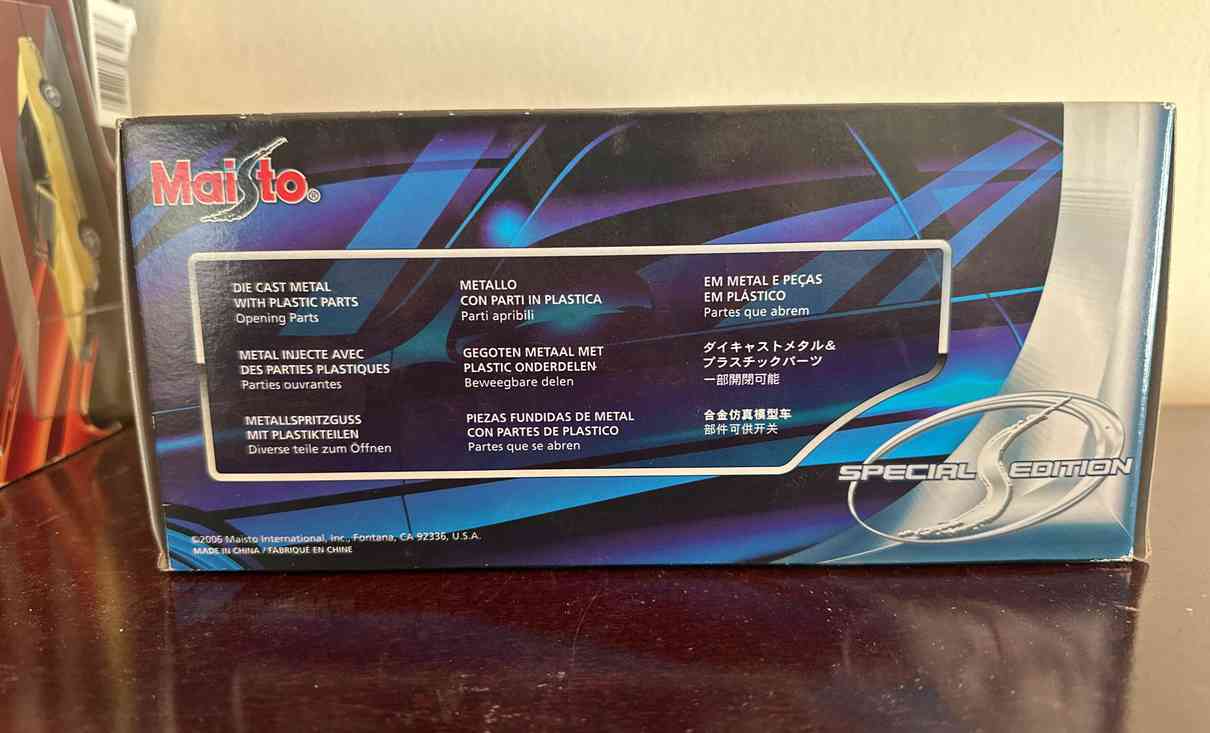 Maisto®
DIE CAST METAL
WITH PLASTIC PARTS
Opening Parts
METAL INJECTE AVEC
DES PARTIES PLASTIQUES
Parties ouvrantes
METALLSPRITZGUSS
MIT PLASTIKTEILEN
Diverse teile zum Öffnen
METALLO
CON PARTI IN PLASTICA
Parti apribili
GEGOTEN METAAL MET
PLASTIC ONDERDELEN
Beweegbare delen
PIEZAS FUNDIDAS DE METAL
CON PARTES DE PLASTICO
Partes que se abren
EM METAL E PEÇAS
EM PLÁSTICO
Partes que abrem
ダイキャストメタル&
プラスチックパーツ
一部開閉可能
合金仿真模型车
部件可供开关
SPECIAL EDITION
©2006 Maisto International, Inc., Fontana, CA 92336, U.S.A.
MADE IN CHINA / FABRIQUÉ EN CHINE